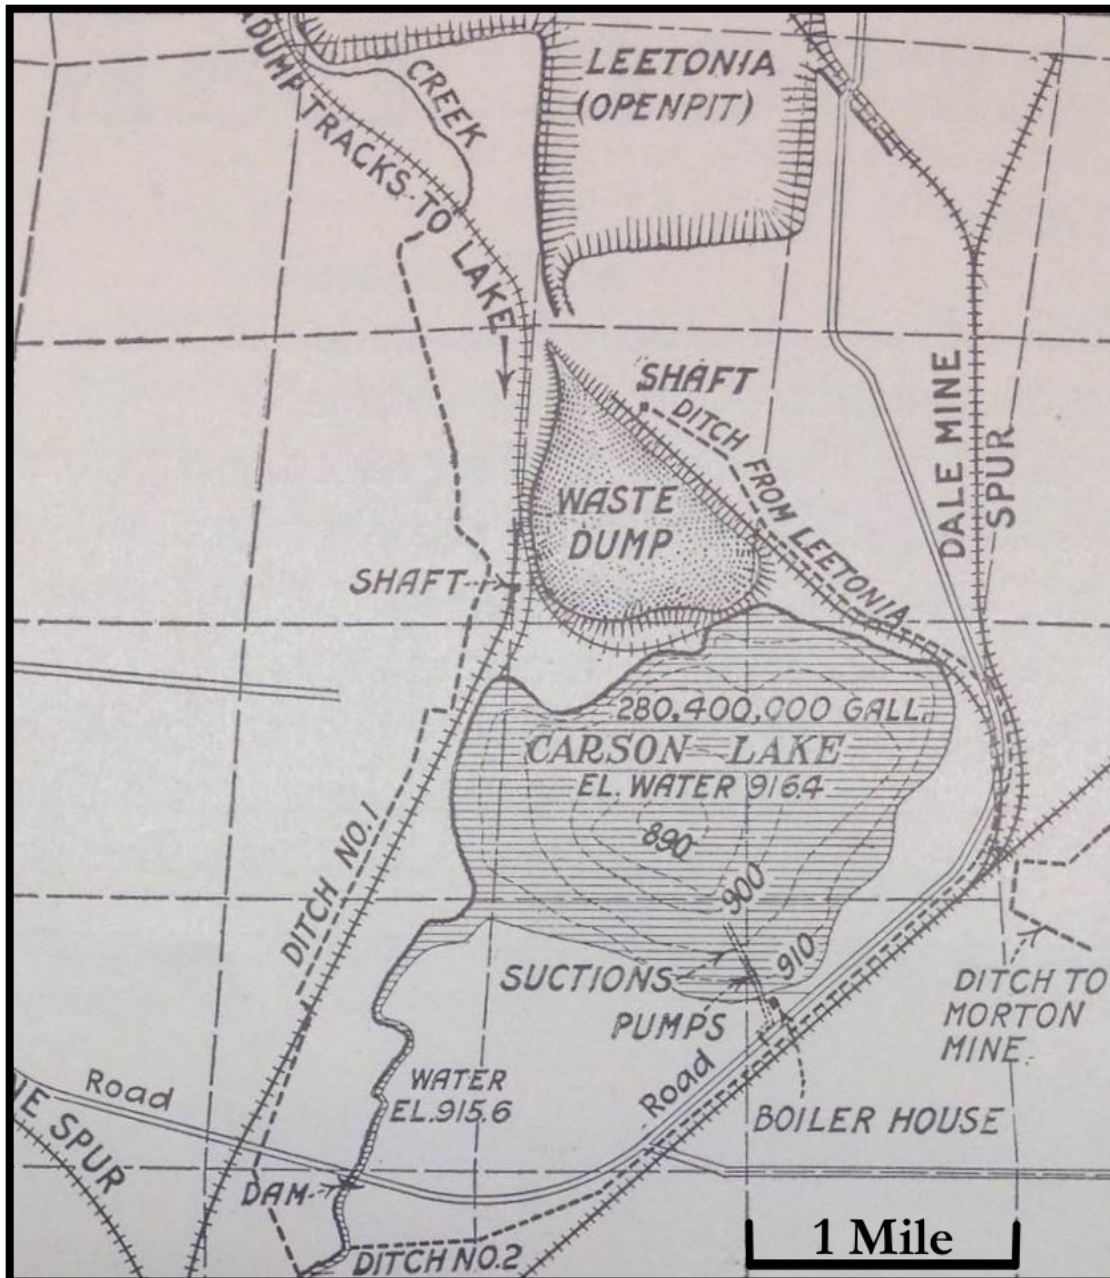 LEETONIA
(OPENPIT)
CREEK
DUMP TRACKS TO LAKE
SHAFT
DITCH FROM LEETONIA
DALE MINE
SPUR
WASTE
DUMP
SHAFT
280,400,000 GALL.
CARSON LAKE
EL. WATER 916.4
890
900
910
DITCH NO.1
SUCTIONS
PUMPS
DITCH TO
MORTON
MINE.
WATER
EL.915.6
Road
Road
BOILER HOUSE
NE SPUR
DAM
DITCH NO.2
1 Mile